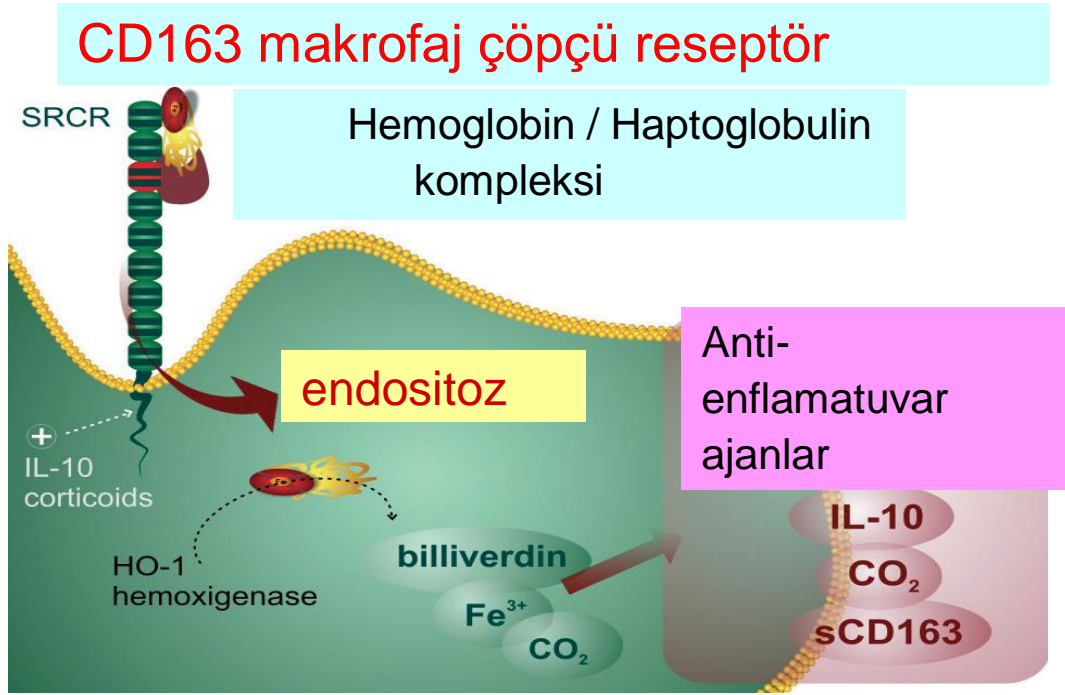 CD163 makrofaj çöpçü reseptör
SRCR
Hemoglobin / Haptoglobulin
kompleksi
endositoz
Anti-
enflamatuvar
ajanlar
+
IL-10
corticoids
Fe
HO-1
hemoxigenase
billiverdin
Fe³⁺
CO₂
IL-10
CO₂
sCD163